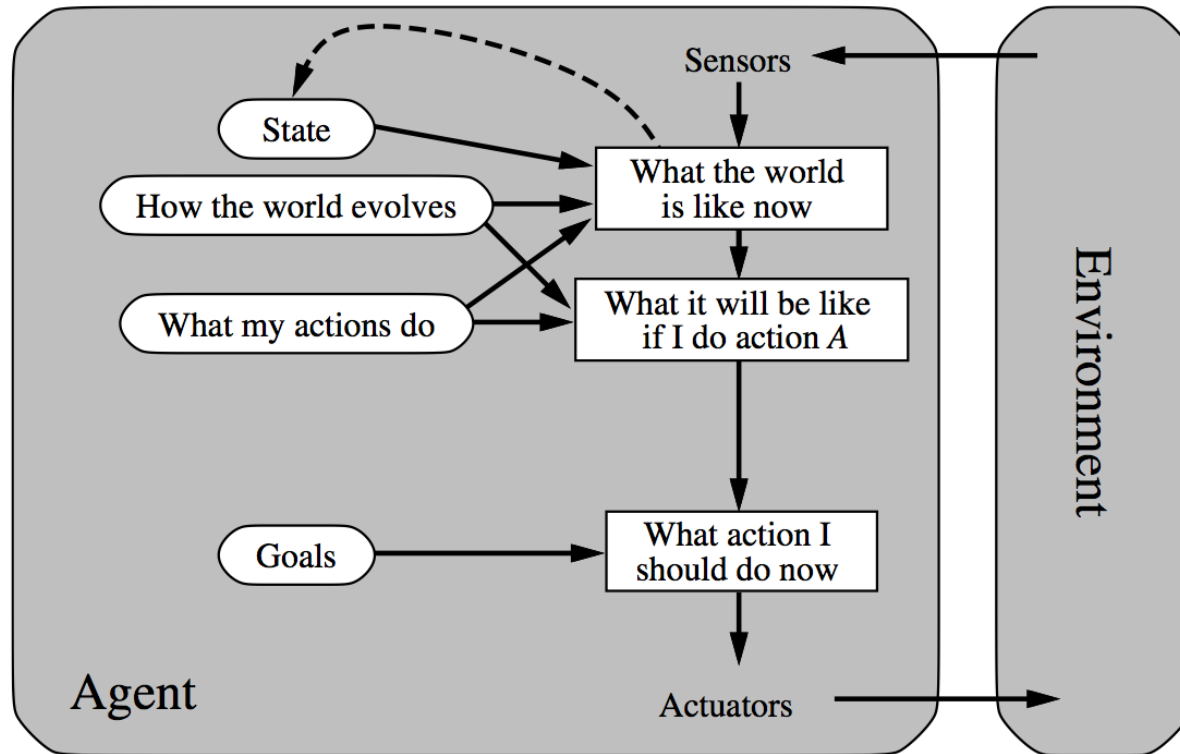 Sensors
State
What the world
is like now
How the world evolves
What it will be like
if I do action A
What my actions do
Environment
What action I
should do now
Goals
Agent
Actuators